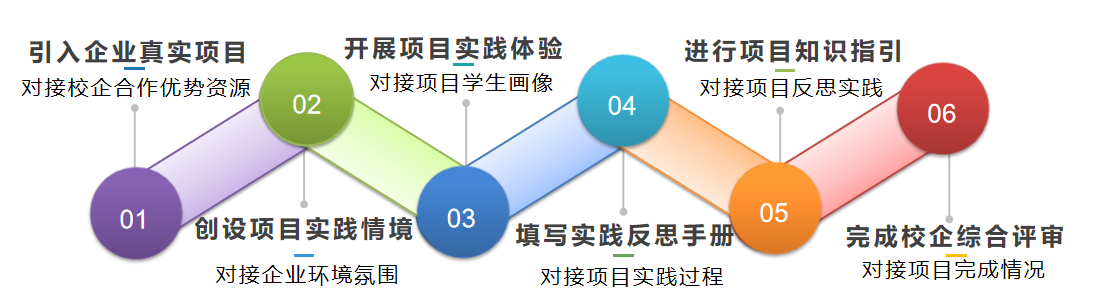 引入企业真实项目
对接校企合作优势资源
01
02
创设项目实践情境
对接企业环境氛围
开展项目实践体验
对接项目学生画像
03
04
填写实践反思手册
对接项目实践过程
进行项目知识指引
对接项目反思实践
05
06
完成校企综合评审
对接项目完成情况